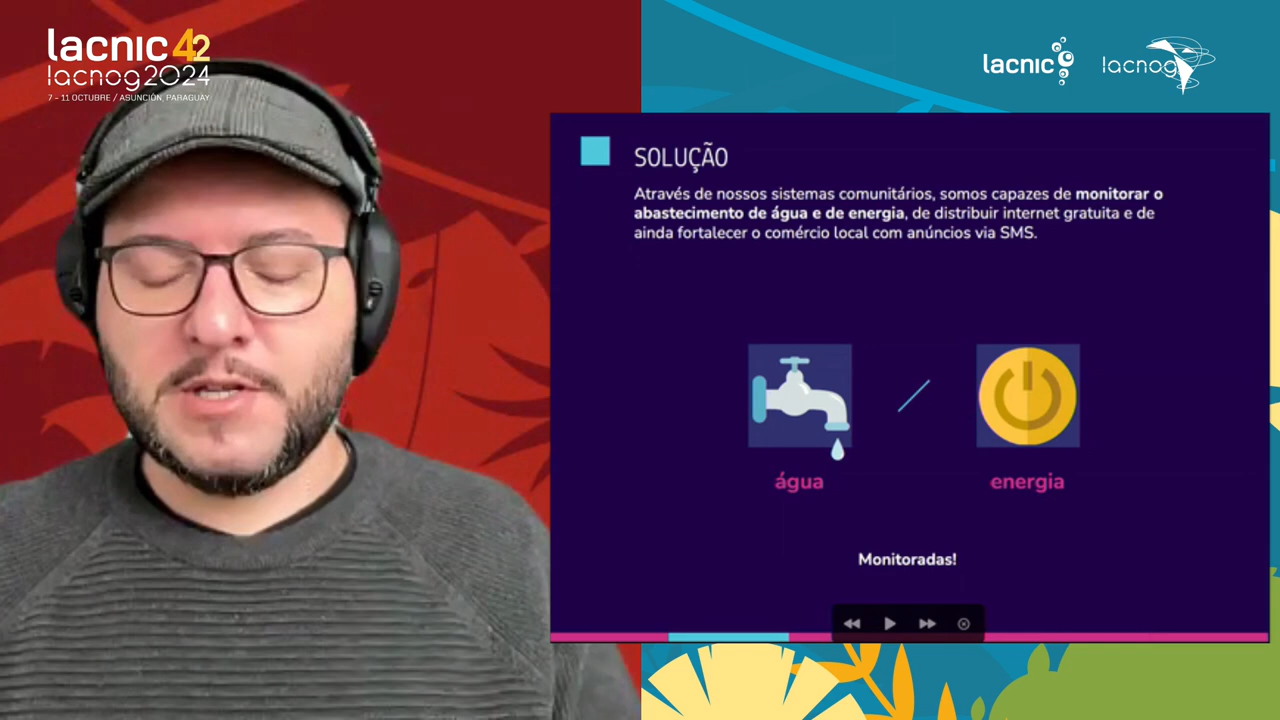 lacnic 42
lacnog2024
7 - 11 OCTUBRE / ASUNCIÓN, PARAGUAY
lacnic
lacnog
SOLUÇÃO
Através de nossos sistemas comunitários, somos capazes de monitorar o
abastecimento de água e de energia, de distribuir internet gratuita e de
ainda fortalecer o comércio local com anúncios via SMS.
água
energia
Monitoradas!